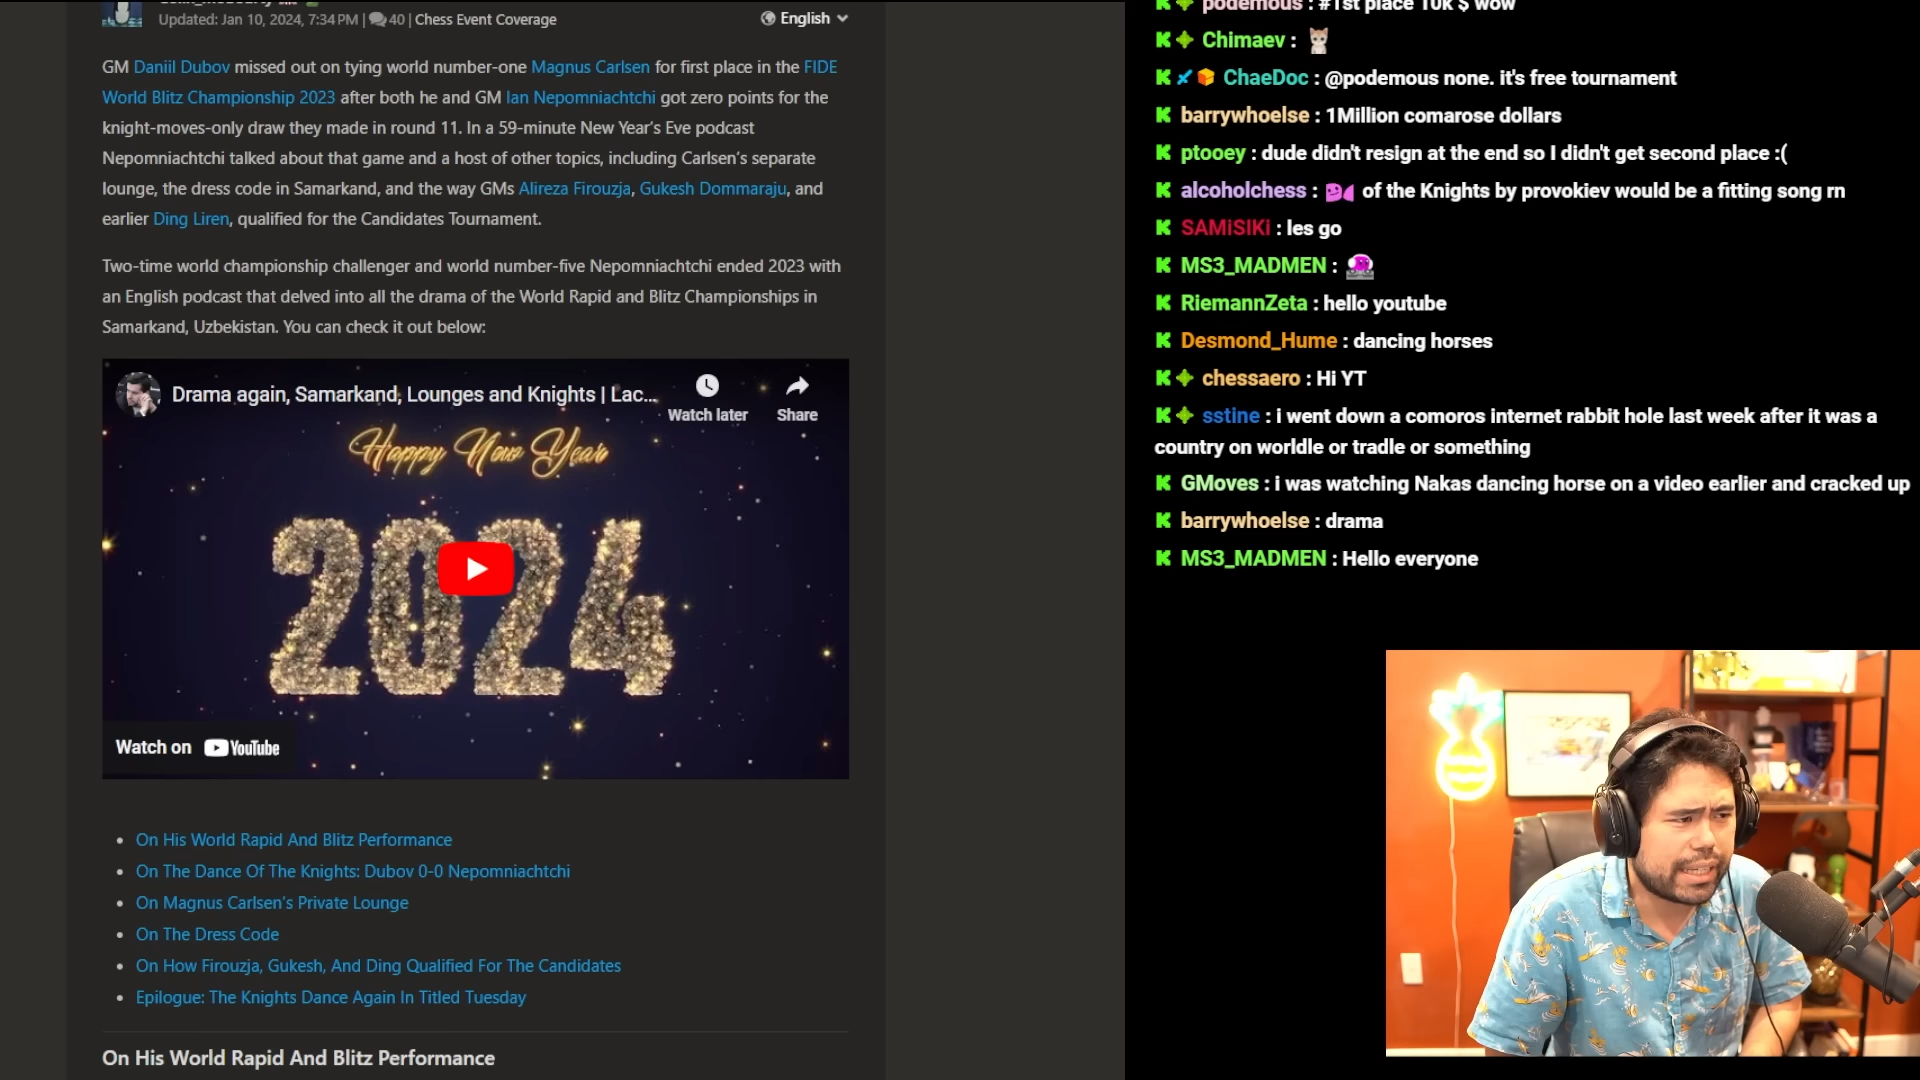 Updated: Jan 10, 2024, 7:34 PM | 40 | Chess Event Coverage
English
GM Daniil Dubov missed out on tying world number-one Magnus Carlsen for first place in the FIDE
World Blitz Championship 2023 after both he and GM Ian Nepomniachtchi got zero points for the
knight-moves-only draw they made in round 11. In a 59-minute New Year's Eve podcast
Nepomniachtchi talked about that game and a host of other topics, including Carlsen's separate
lounge, the dress code in Samarkand, and the way GMs Alireza Firouzja, Gukesh Dommaraju, and
earlier Ding Liren, qualified for the Candidates Tournament.
Two-time world championship challenger and world number-five Nepomniachtchi ended 2023 with
an English podcast that delved into all the drama of the World Rapid and Blitz Championships in
Samarkand, Uzbekistan. You can check it out below:
Drama again, Samarkand, Lounges and Knights | Lac...
Watch later
Share
Happy New Year
2024
Watch on YouTube
On His World Rapid And Blitz Performance
On The Dance Of The Knights: Dubov 0-0 Nepomniachtchi
On Magnus Carlsen's Private Lounge
On The Dress Code
On How Firouzja, Gukesh, And Ding Qualified For The Candidates
Epilogue: The Knights Dance Again In Titled Tuesday
On His World Rapid And Blitz Performance
podemous : #1st place 10k $ wow
Chimaev :
ChaeDoc : @podemous none. it's free tournament
barrywhoelse : 1Million comarose dollars
ptooey : dude didn't resign at the end so I didn't get second place :(
alcoholchess : of the Knights by provokiev would be a fitting song rn
SAMiSIKi : les go
MS3_MADMEN :
RiemannZeta : hello youtube
Desmond_Hume : dancing horses
chessaero : Hi YT
sstine : i went down a comoros internet rabbit hole last week after it was a
country on worldle or tradle or something
GMoves : i was watching Nakas dancing horse on a video earlier and cracked up
barrywhoelse : drama
MS3_MADMEN : Hello everyone